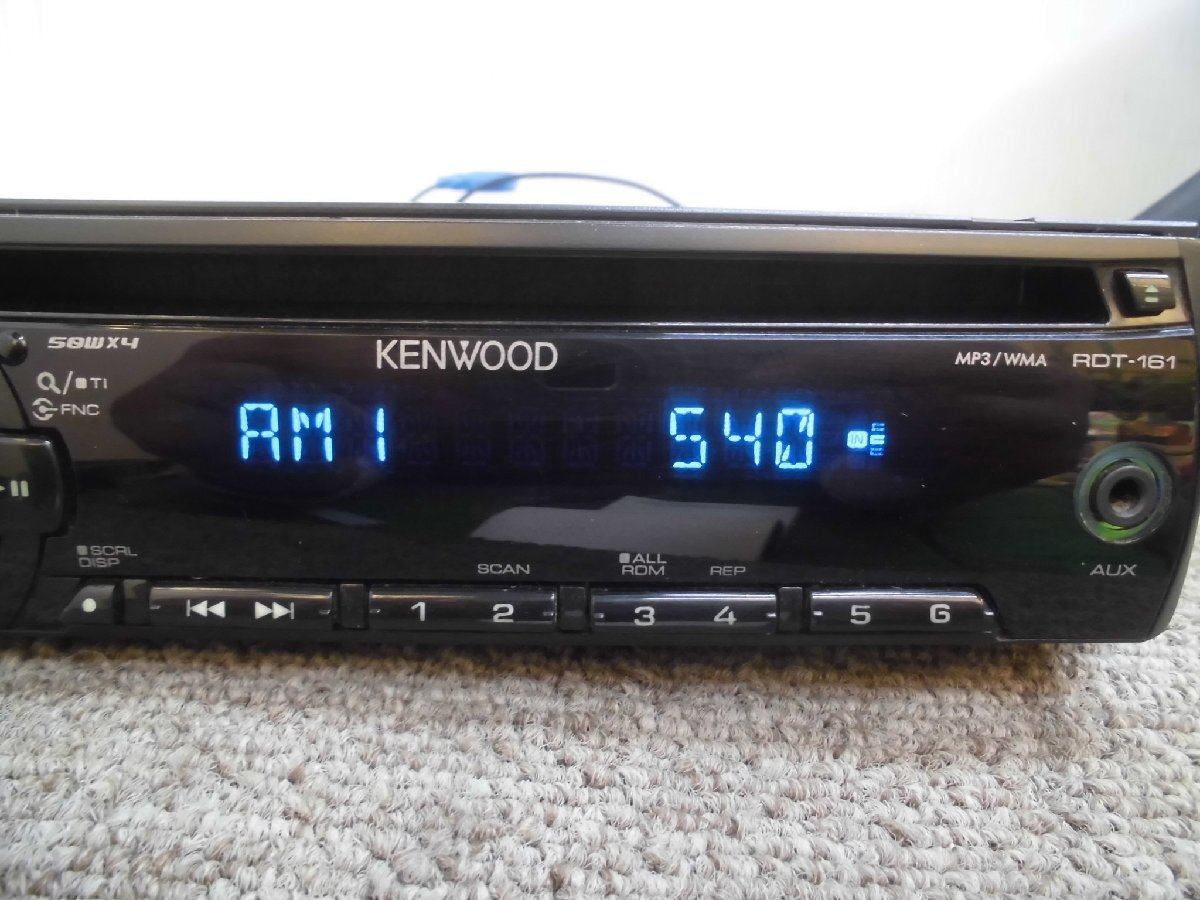 50WX4
KENWOOD
MP3/WMA
RDT-161
TI
FNC
AM1
540
IN
SCRL
DISP
SCAN
ALL
RDM
REP
AUX
1
2
3
4
5
6